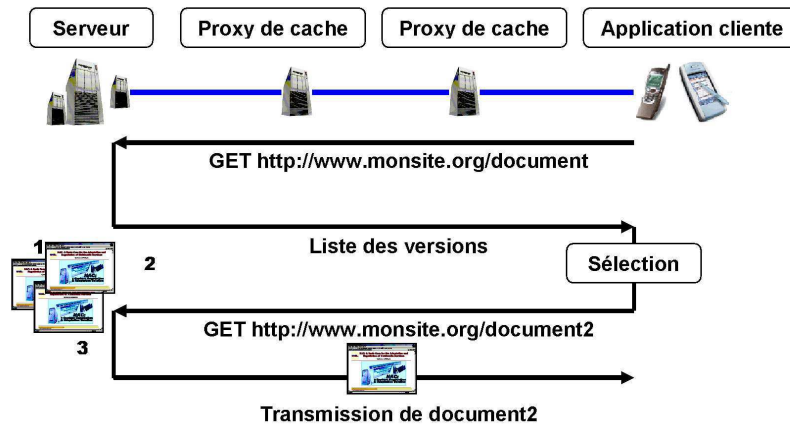 Serveur
Proxy de cache
Proxy de cache
Application cliente
GET http://www.monsite.org/document
Liste des versions
1
2
Sélection
GET http://www.monsite.org/document2
3
Transmission de document2